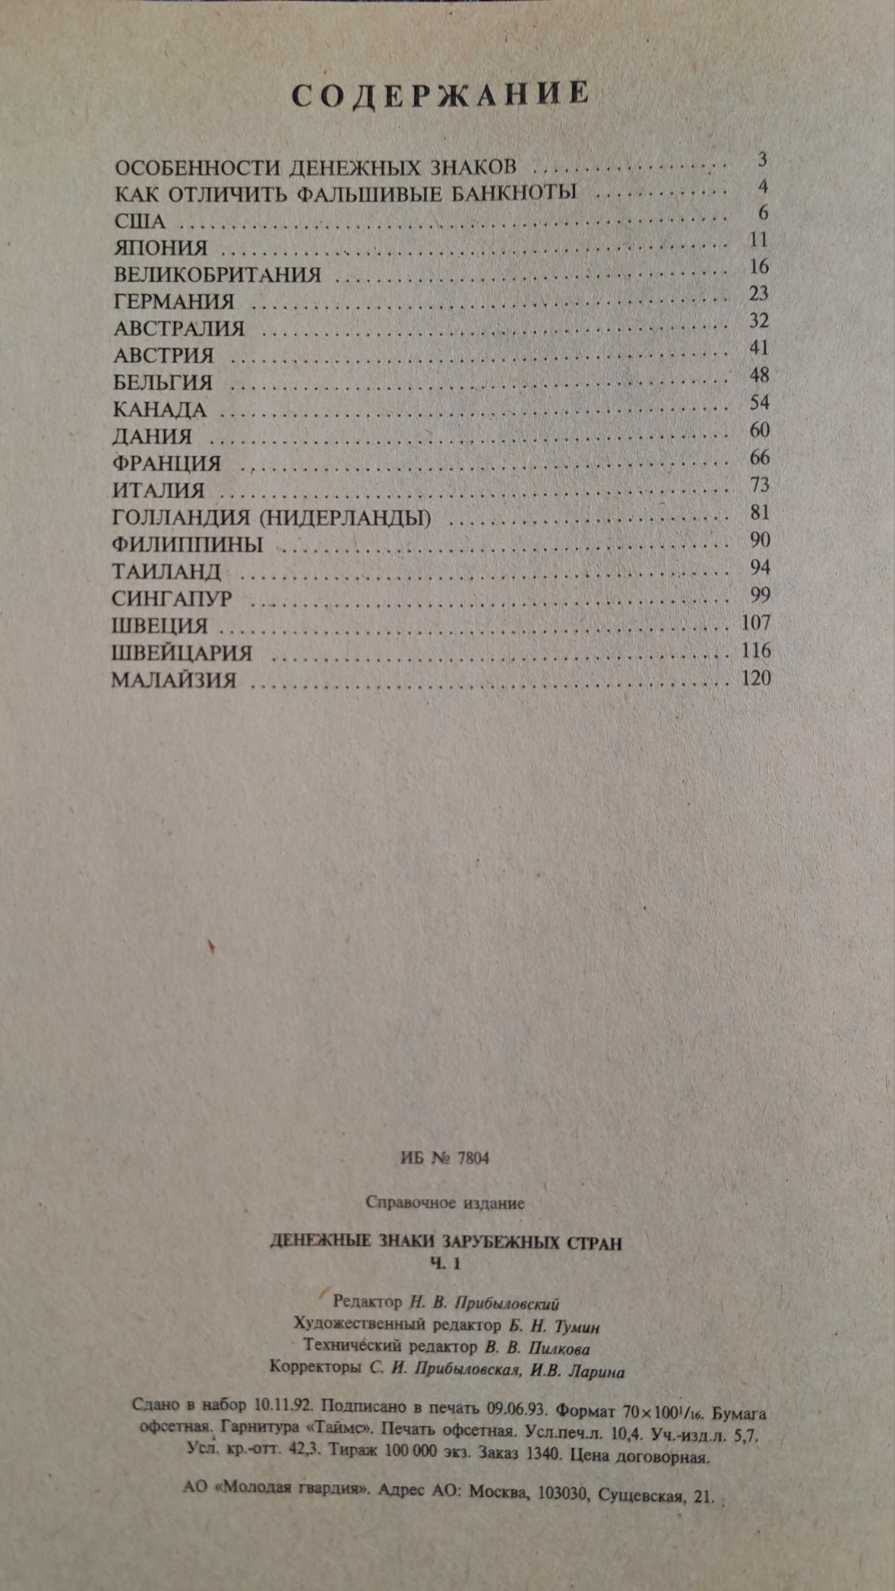 СОДЕРЖАНИЕ
ОСОБЕННОСТИ ДЕНЕЖНЫХ ЗНАКОВ .................. 3
КАК ОТЛИЧИТЬ ФАЛЬШИВЫЕ БАНКНОТЫ ............. 4
США .................................................. 6
ЯПОНИЯ .............................................. 11
ВЕЛИКОБРИТАНИЯ .................................... 16
ГЕРМАНИЯ ........................................... 23
АВСТРАЛИЯ .......................................... 32
АВСТРИЯ ............................................. 41
БЕЛЬГИЯ ............................................. 48
КАНАДА .............................................. 54
ДАНИЯ ............................................... 60
ФРАНЦИЯ ............................................ 66
ИТАЛИЯ .............................................. 73
ГОЛЛАНДИЯ (НИДЕРЛАНДЫ) .......................... 81
ФИЛИППИНЫ ......................................... 90
ТАИЛАНД ............................................ 94
СИНГАПУР ........................................... 99
ШВЕЦИЯ .............................................. 107
ШВЕЙЦАРИЯ ......................................... 116
МАЛАЙЗИЯ ........................................... 120
ИБ № 7804
Справочное издание
ДЕНЕЖНЫЕ ЗНАКИ ЗАРУБЕЖНЫХ СТРАН
Ч. 1
Редактор Н. В. Прибыловский
Художественный редактор Б. Н. Тумин
Технический редактор В. В. Пилкова
Корректоры С. И. Прибыловская, И.В. Ларина
Сдано в набор 10.11.92. Подписано в печать 09.06.93. Формат 70×100¹/₁₆. Бумага
офсетная. Гарнитура «Таймс». Печать офсетная. Усл.печ.л. 10,4. Уч.-изд.л. 5,7.
Усл. кр.-отт. 42,3. Тираж 100 000 экз. Заказ 1340. Цена договорная.
АО «Молодая гвардия». Адрес АО: Москва, 103030, Сущевская, 21.